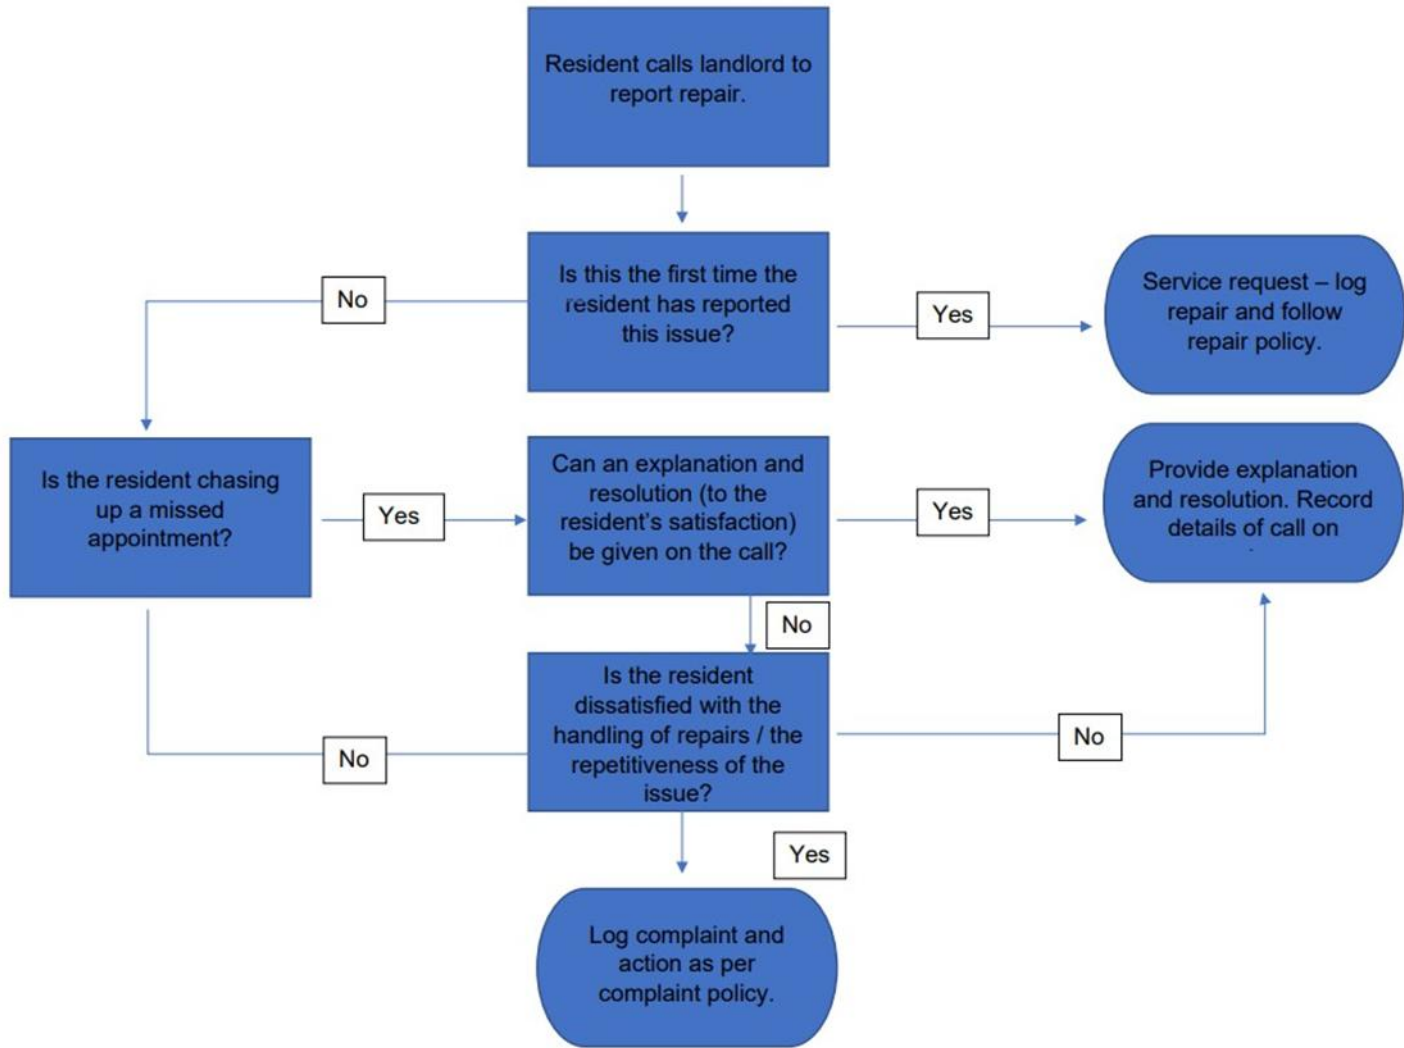 Resident calls landlord to
report repair.
Is this the first time the
resident has reported
this issue?
No
Yes
Service request – log
repair and follow
repair policy.
Is the resident chasing
up a missed
appointment?
Yes
Can an explanation and
resolution (to the
resident's satisfaction)
be given on the call?
Yes
Provide explanation
and resolution. Record
details of call on
No
Is the resident
dissatisfied with the
handling of repairs / the
repetitiveness of the
issue?
No
No
Yes
Log complaint and
action as per
complaint policy.